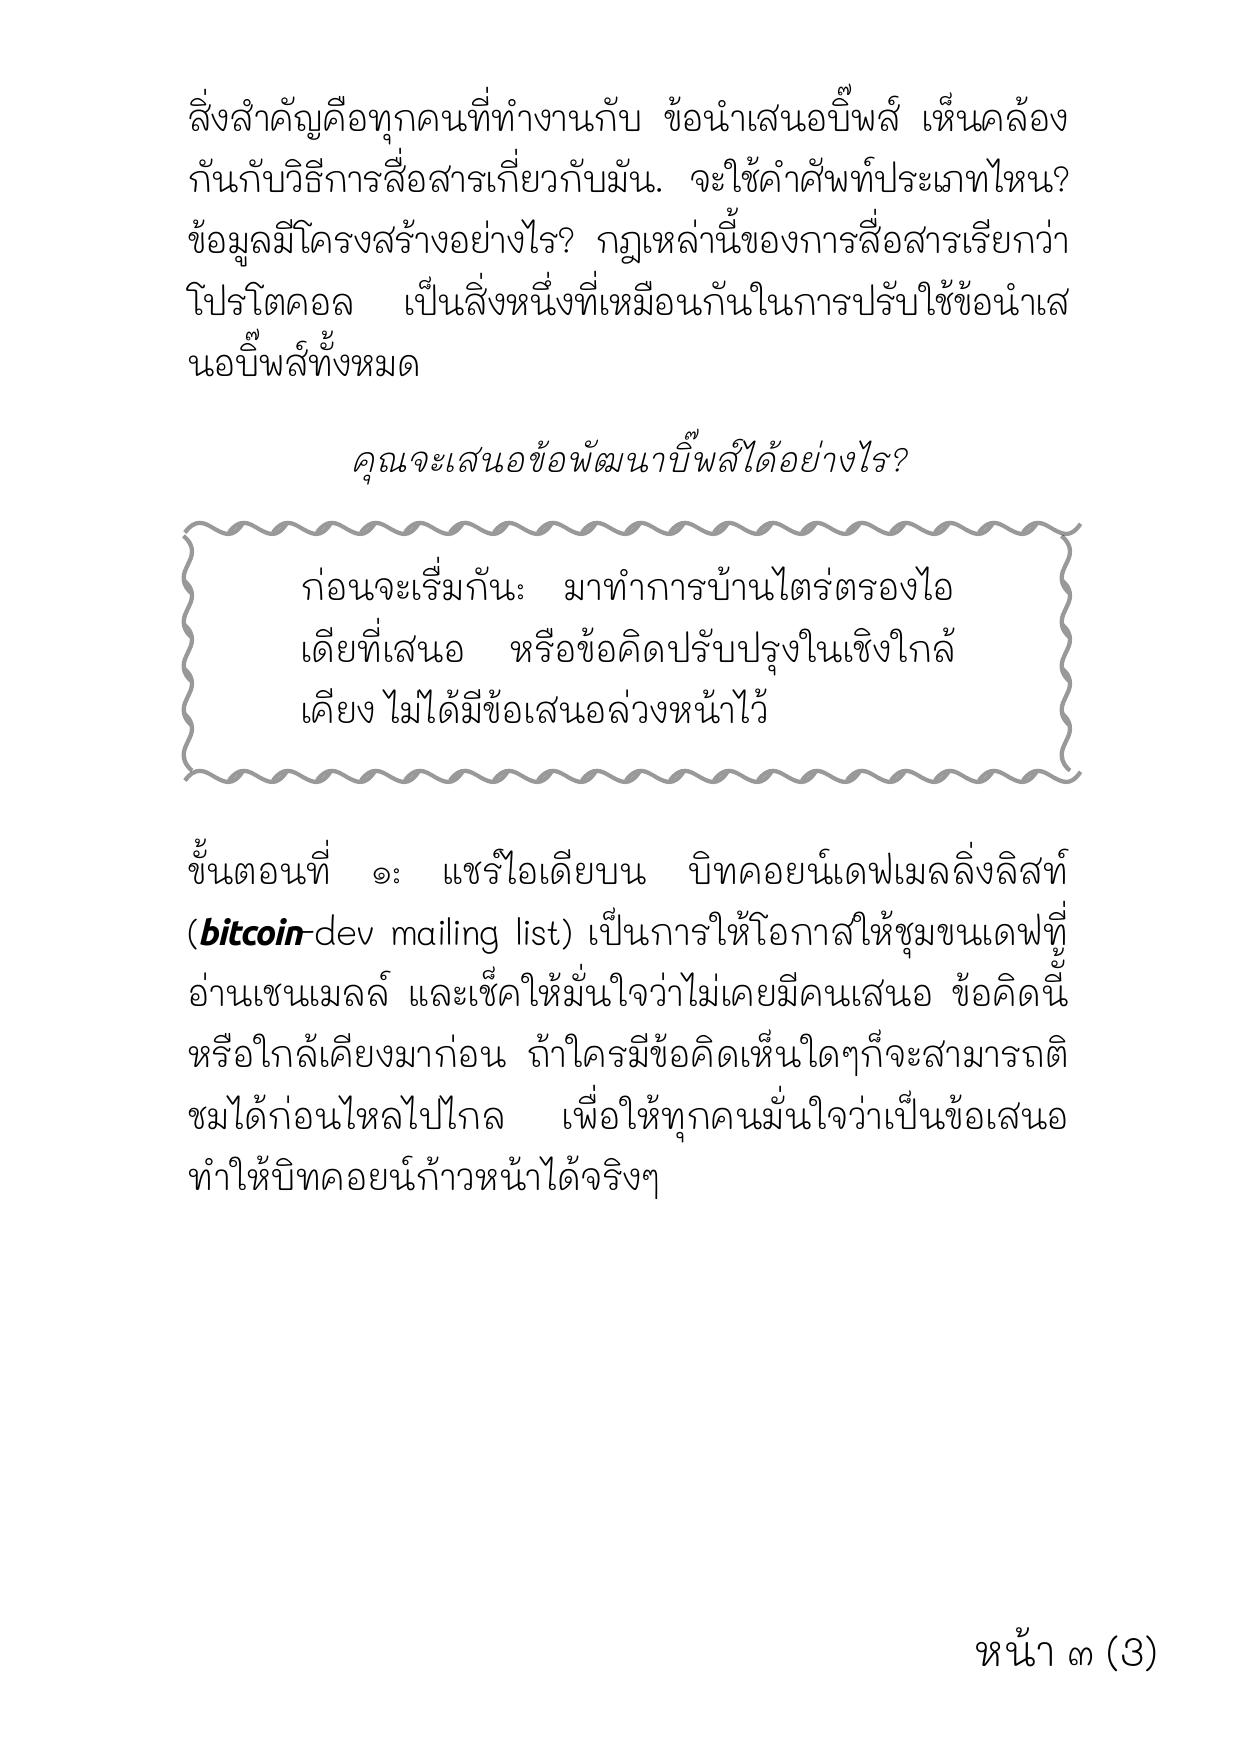 สิ่งสำคัญคือทุกคนที่ทำงานกับ ข้อนำเสนอบิ๊พส์ เห็นคล้อง
กันกับวิธีการสื่อสารเกี่ยวกับมัน. จะใช้คำศัพท์ประเภทไหน?
ข้อมูลมีโครงสร้างอย่างไร? กฎเหล่านี้ของการสื่อสารเรียกว่า
โปรโตคอล เป็นสิ่งหนึ่งที่เหมือนกันในการปรับใช้ข้อนำเส
นอบิ๊พส์ทั้งหมด
คุณจะเสนอข้อพัฒนาบิ๊พส์ได้อย่างไร?
ก่อนจะเรื่มกัน: มาทำการบ้านไตร่ตรองไอ
เดียที่เสนอ หรือข้อคิดปรับปรุงในเชิงใกล้
เคียง ไม่ได้มีข้อเสนอล่วงหน้าไว้
ขั้นตอนที่ ๑: แชร์ไอเดียบน บิทคอยน์เดฟเมลลิ่งลิสท์
(bitcoin-dev mailing list) เป็นการให้โอกาสให้ชุมขนเดฟที่
อ่านเชนเมลล์ และเช็คให้มั่นใจว่าไม่เคยมีคนเสนอ ข้อคิดนี้
หรือใกล้เคียงมาก่อน ถ้าใครมีข้อคิดเห็นใดๆก็จะสามารถติ
ชมได้ก่อนไหลไปไกล เพื่อให้ทุกคนมั่นใจว่าเป็นข้อเสนอ
ทำให้บิทคอยน์ก้าวหน้าได้จริงๆ
หน้า ๓ (3)